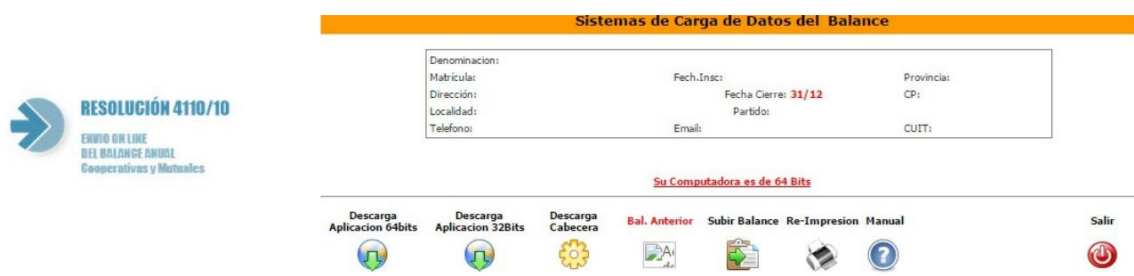 Sistemas de Carga de Datos del Balance
Denominacion:
Matrícula: Fech.Insc: Provincia:
Dirección: Fecha Cierre: 31/12 CP:
Localidad: Partido:
Telefono: Email: CUIT:
RESOLUCIÓN 4110/10
ENVIO ON LINE
DEL BALANCE ANUAL
Cooperativas y Mutuales
Su Computadora es de 64 Bits
Descarga Aplicacion 64bits
Descarga Aplicacion 32Bits
Descarga Cabecera
Bal. Anterior
Subir Balance
Re-Impresion
Manual
Salir